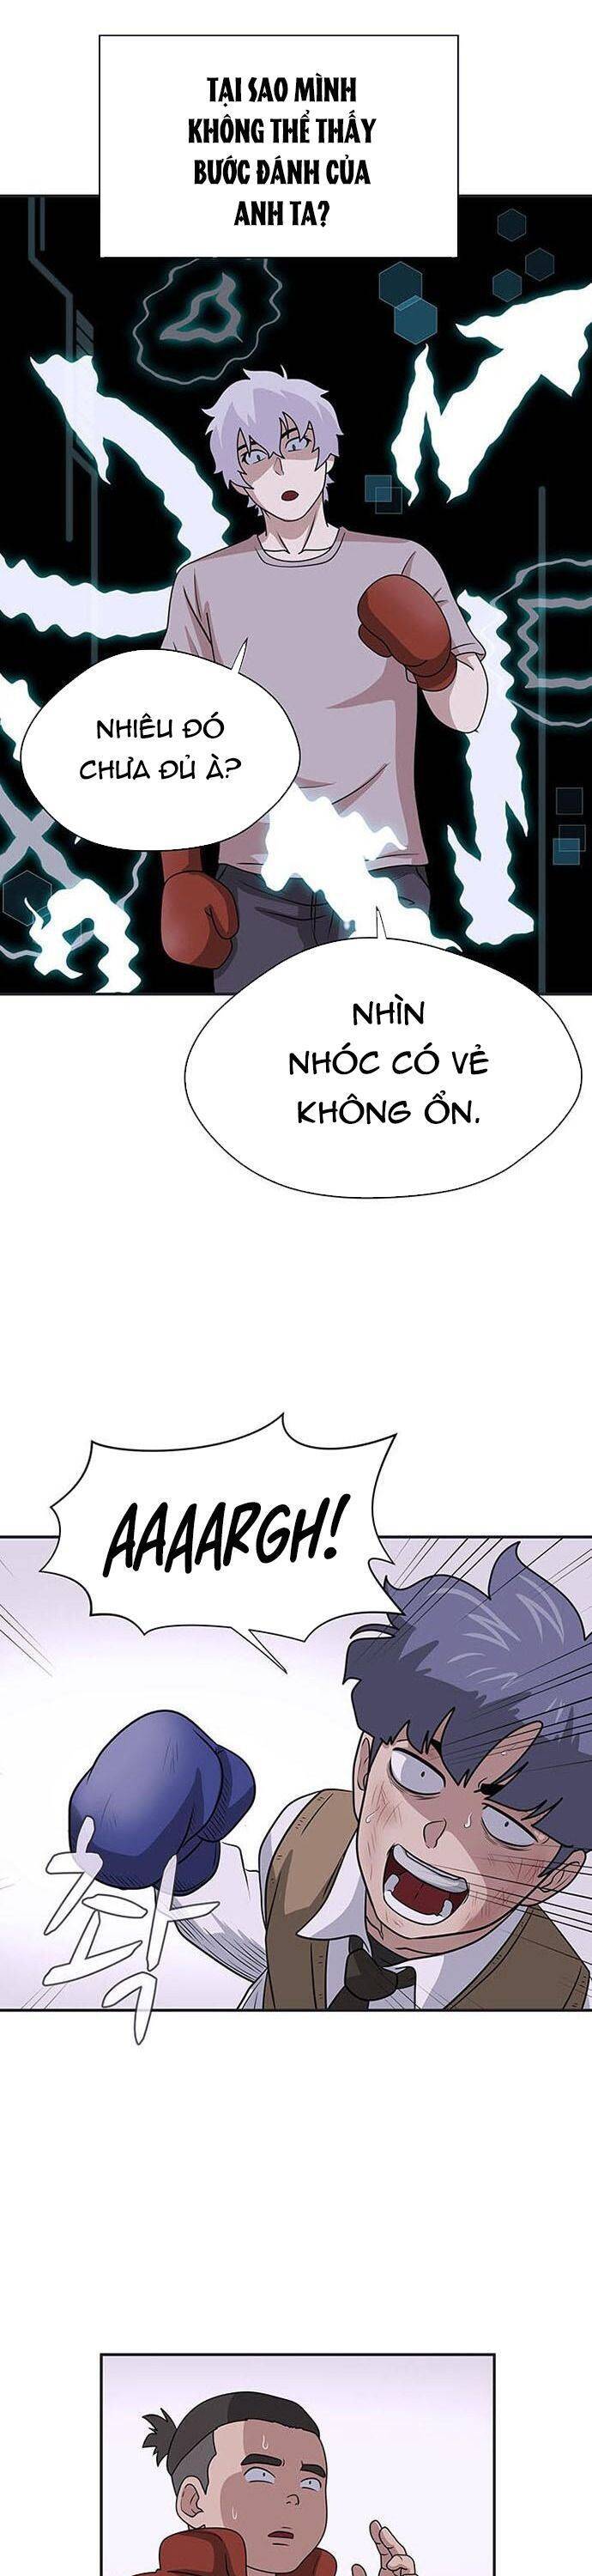 TẠI SAO MÌNH
KHÔNG THỂ THẤY
BƯỚC ĐÁNH CỦA
ANH TA?
NHIÊU ĐÓ
CHƯA ĐỦ À?
NHÌN
NHÓC CÓ VẺ
KHÔNG ỔN.
AAAARGH!
콱